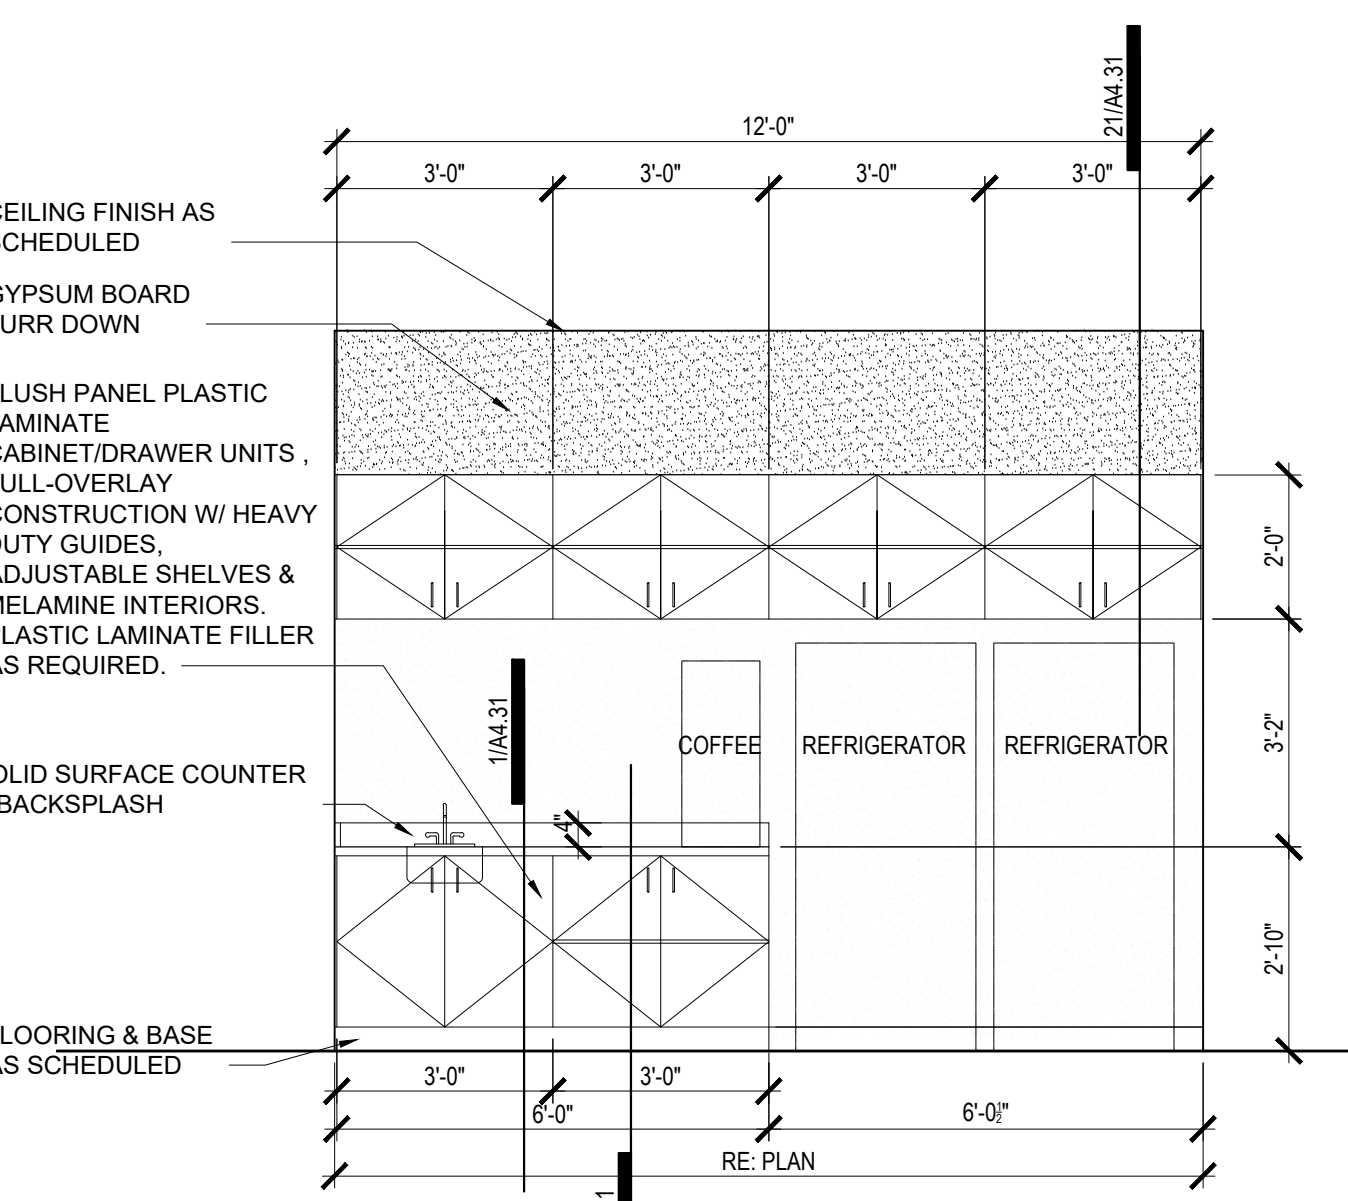 21/A4.31
12'-0"
3'-0" 3'-0" 3'-0" 3'-0"
CEILING FINISH AS
SCHEDULED
GYPSUM BOARD
FURR DOWN
FLUSH PANEL PLASTIC
LAMINATE
CABINET/DRAWER UNITS ,
FULL-OVERLAY
CONSTRUCTION W/ HEAVY
DUTY GUIDES,
ADJUSTABLE SHELVES &
MELAMINE INTERIORS.
PLASTIC LAMINATE FILLER
AS REQUIRED.
2'-0"
1/A4.31
COFFEE
REFRIGERATOR
REFRIGERATOR
3'-2"
SOLID SURFACE COUNTER
BACKSPLASH
4"
2'-10"
FLOORING & BASE
AS SCHEDULED
3'-0" 3'-0"
6'-0" 6'-0½"
RE: PLAN
1